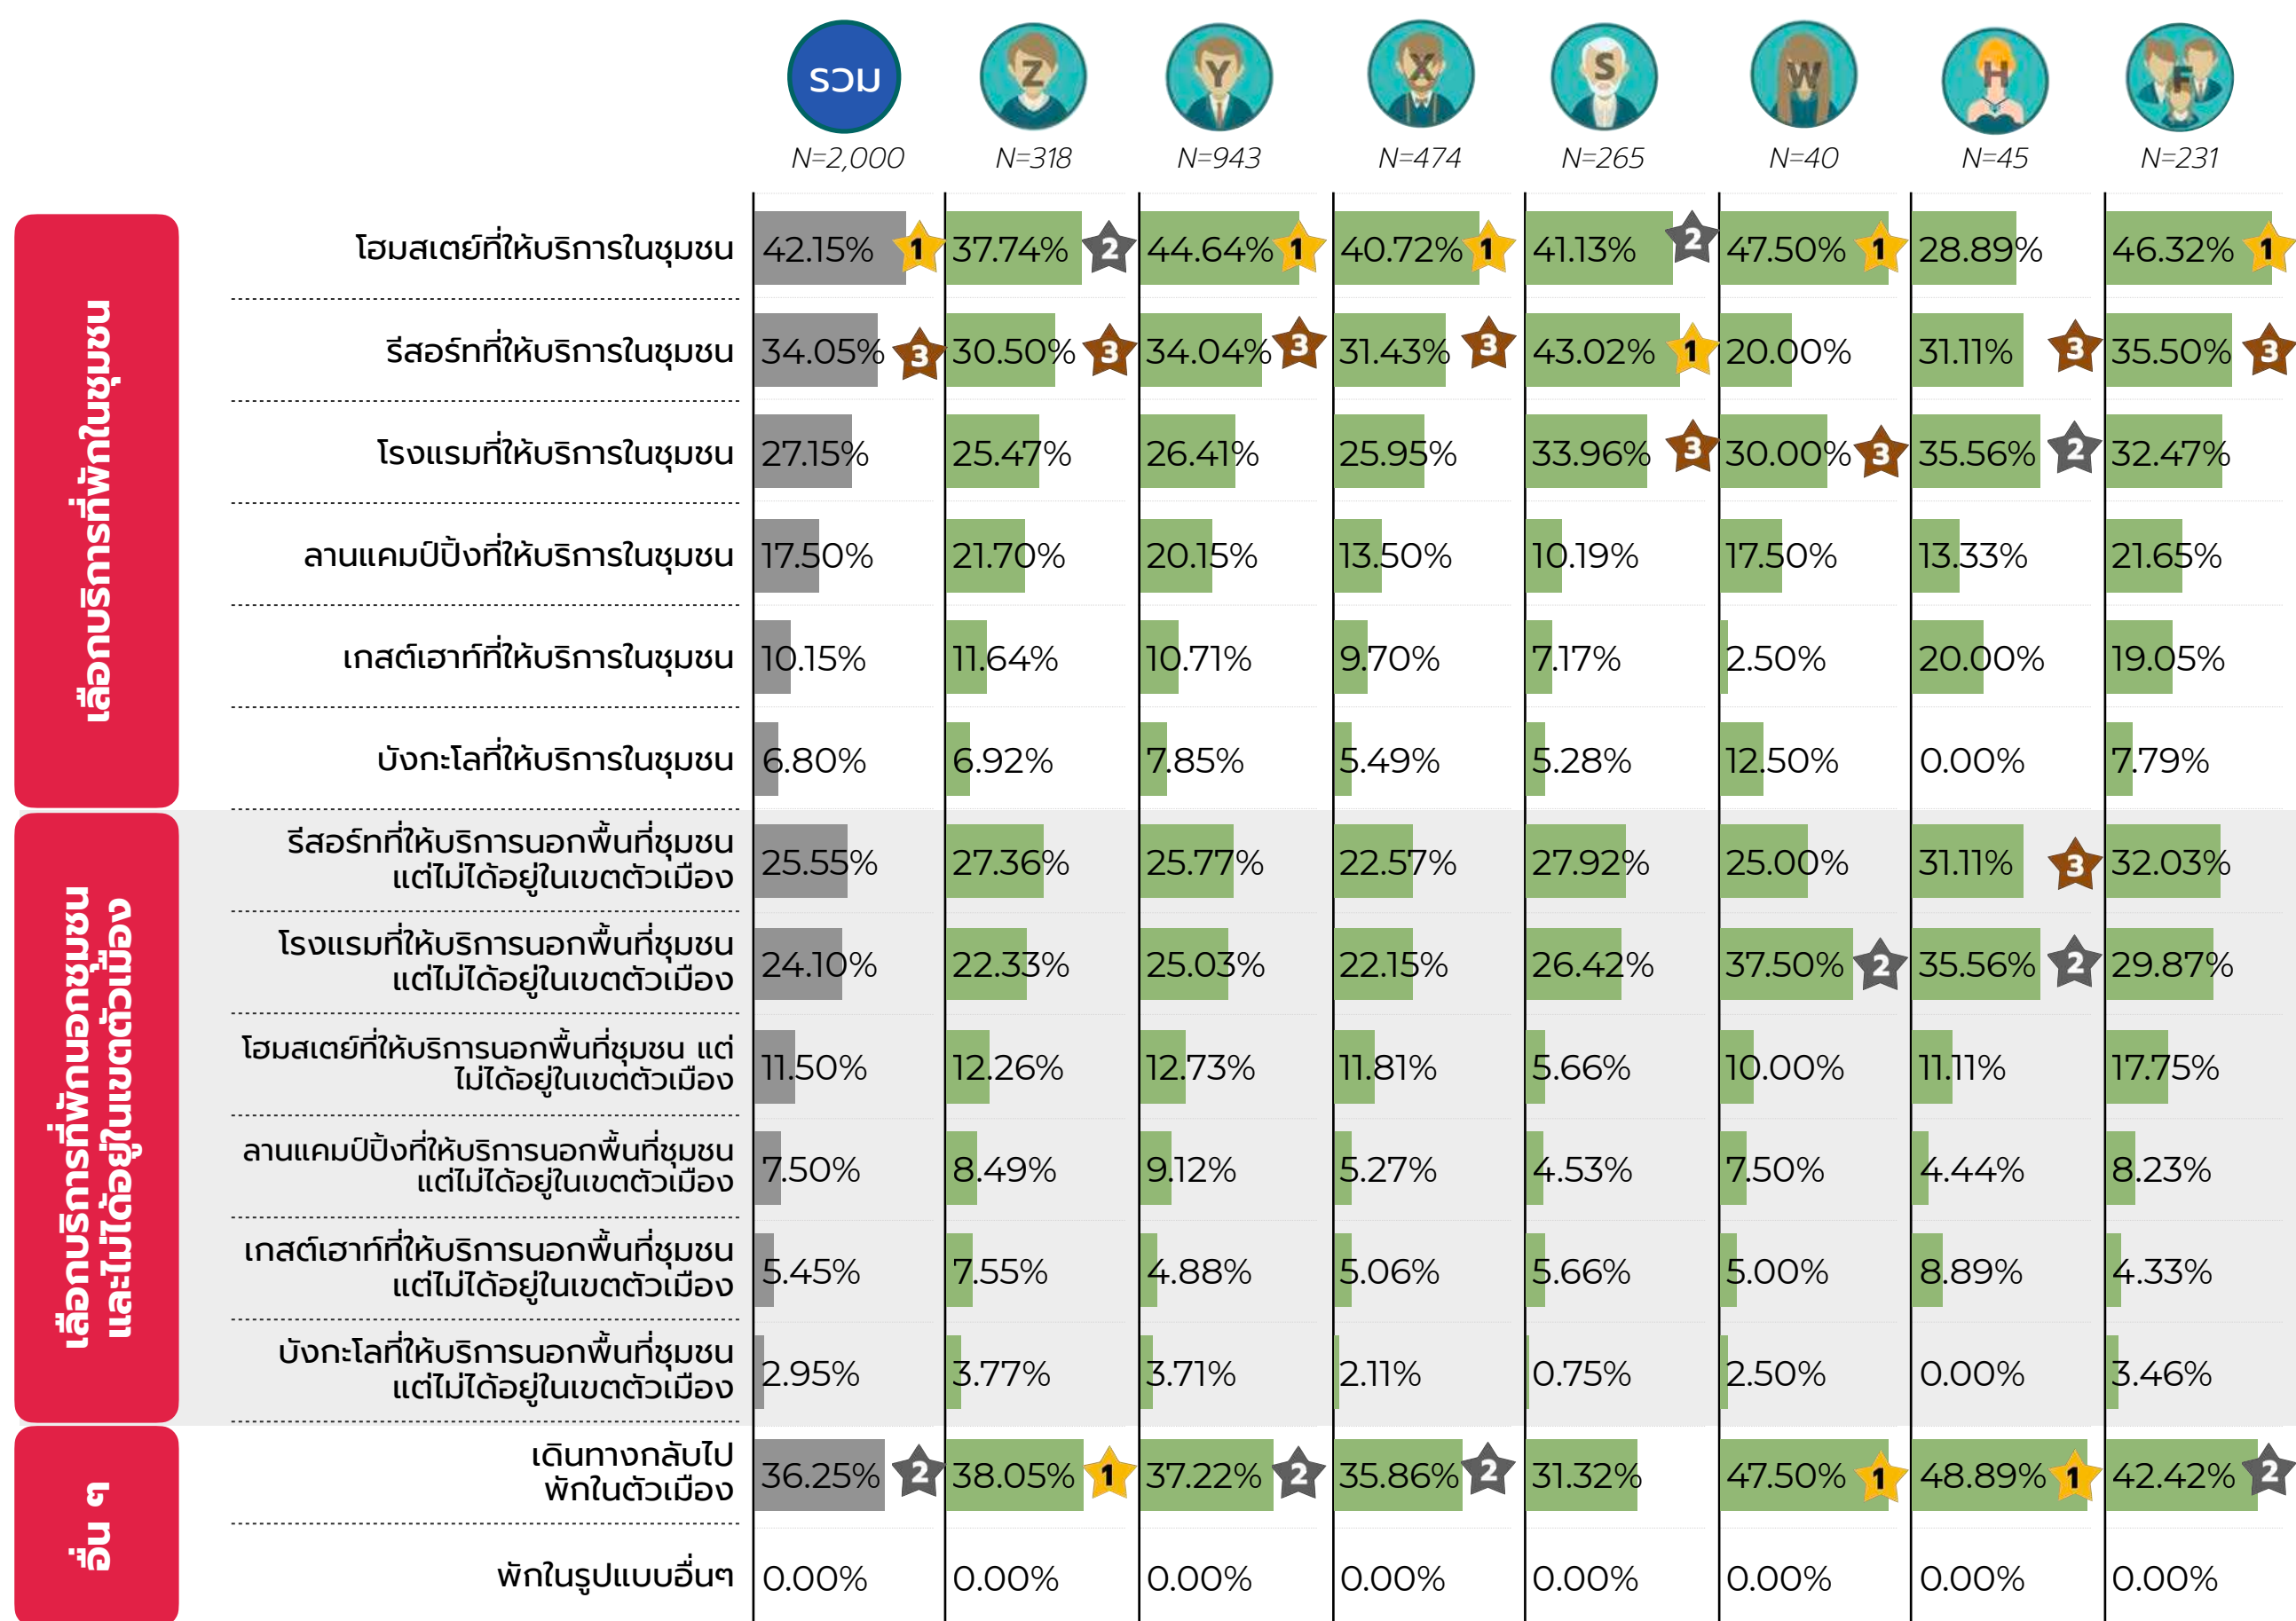 รวม Z Y X S W H F
N=2,000 N=318 N=943 N=474 N=265 N=40 N=45 N=231
เลือกบริการที่พักในชุมชน
โฮมสเตย์ที่ให้บริการในชุมชน 42.15% 1 37.74% 2 44.64% 1 40.72% 1 41.13% 2 47.50% 1 28.89% 46.32% 1
รีสอร์ทที่ให้บริการในชุมชน 34.05% 3 30.50% 3 34.04% 3 31.43% 3 43.02% 1 20.00% 31.11% 3 35.50% 3
โรงแรมที่ให้บริการในชุมชน 27.15% 25.47% 26.41% 25.95% 33.96% 3 30.00% 3 35.56% 2 32.47%
ลานแคมป์ปิ้งที่ให้บริการในชุมชน 17.50% 21.70% 20.15% 13.50% 10.19% 17.50% 13.33% 21.65%
เกสต์เฮาท์ที่ให้บริการในชุมชน 10.15% 11.64% 10.71% 9.70% 7.17% 2.50% 20.00% 19.05%
บังกะโลที่ให้บริการในชุมชน 6.80% 6.92% 7.85% 5.49% 5.28% 12.50% 0.00% 7.79%
เลือกบริการที่พักนอกชุมชน
และไม่ได้อยู่ในเขตตัวเมือง
รีสอร์ทที่ให้บริการนอกพื้นที่ชุมชน
แต่ไม่ได้อยู่ในเขตตัวเมือง
25.55% 27.36% 25.77% 22.57% 27.92% 25.00% 31.11% 3 32.03%
โรงแรมที่ให้บริการนอกพื้นที่ชุมชน
แต่ไม่ได้อยู่ในเขตตัวเมือง
24.10% 22.33% 25.03% 22.15% 26.42% 37.50% 2 35.56% 2 29.87%
โฮมสเตย์ที่ให้บริการนอกพื้นที่ชุมชน แต่
ไม่ได้อยู่ในเขตตัวเมือง
11.50% 12.26% 12.73% 11.81% 5.66% 10.00% 11.11% 17.75%
ลานแคมป์ปิ้งที่ให้บริการนอกพื้นที่ชุมชน
แต่ไม่ได้อยู่ในเขตตัวเมือง
7.50% 8.49% 9.12% 5.27% 4.53% 7.50% 4.44% 8.23%
เกสต์เฮาท์ที่ให้บริการนอกพื้นที่ชุมชน
แต่ไม่ได้อยู่ในเขตตัวเมือง
5.45% 7.55% 4.88% 5.06% 5.66% 5.00% 8.89% 4.33%
บังกะโลที่ให้บริการนอกพื้นที่ชุมชน
แต่ไม่ได้อยู่ในเขตตัวเมือง
2.95% 3.77% 3.71% 2.11% 0.75% 2.50% 0.00% 3.46%
อื่น ๆ
เดินทางกลับไป
พักในตัวเมือง
36.25% 2 38.05% 1 37.22% 2 35.86% 2 31.32% 47.50% 1 48.89% 1 42.42% 2
พักในรูปแบบอื่นๆ 0.00% 0.00% 0.00% 0.00% 0.00% 0.00% 0.00% 0.00%